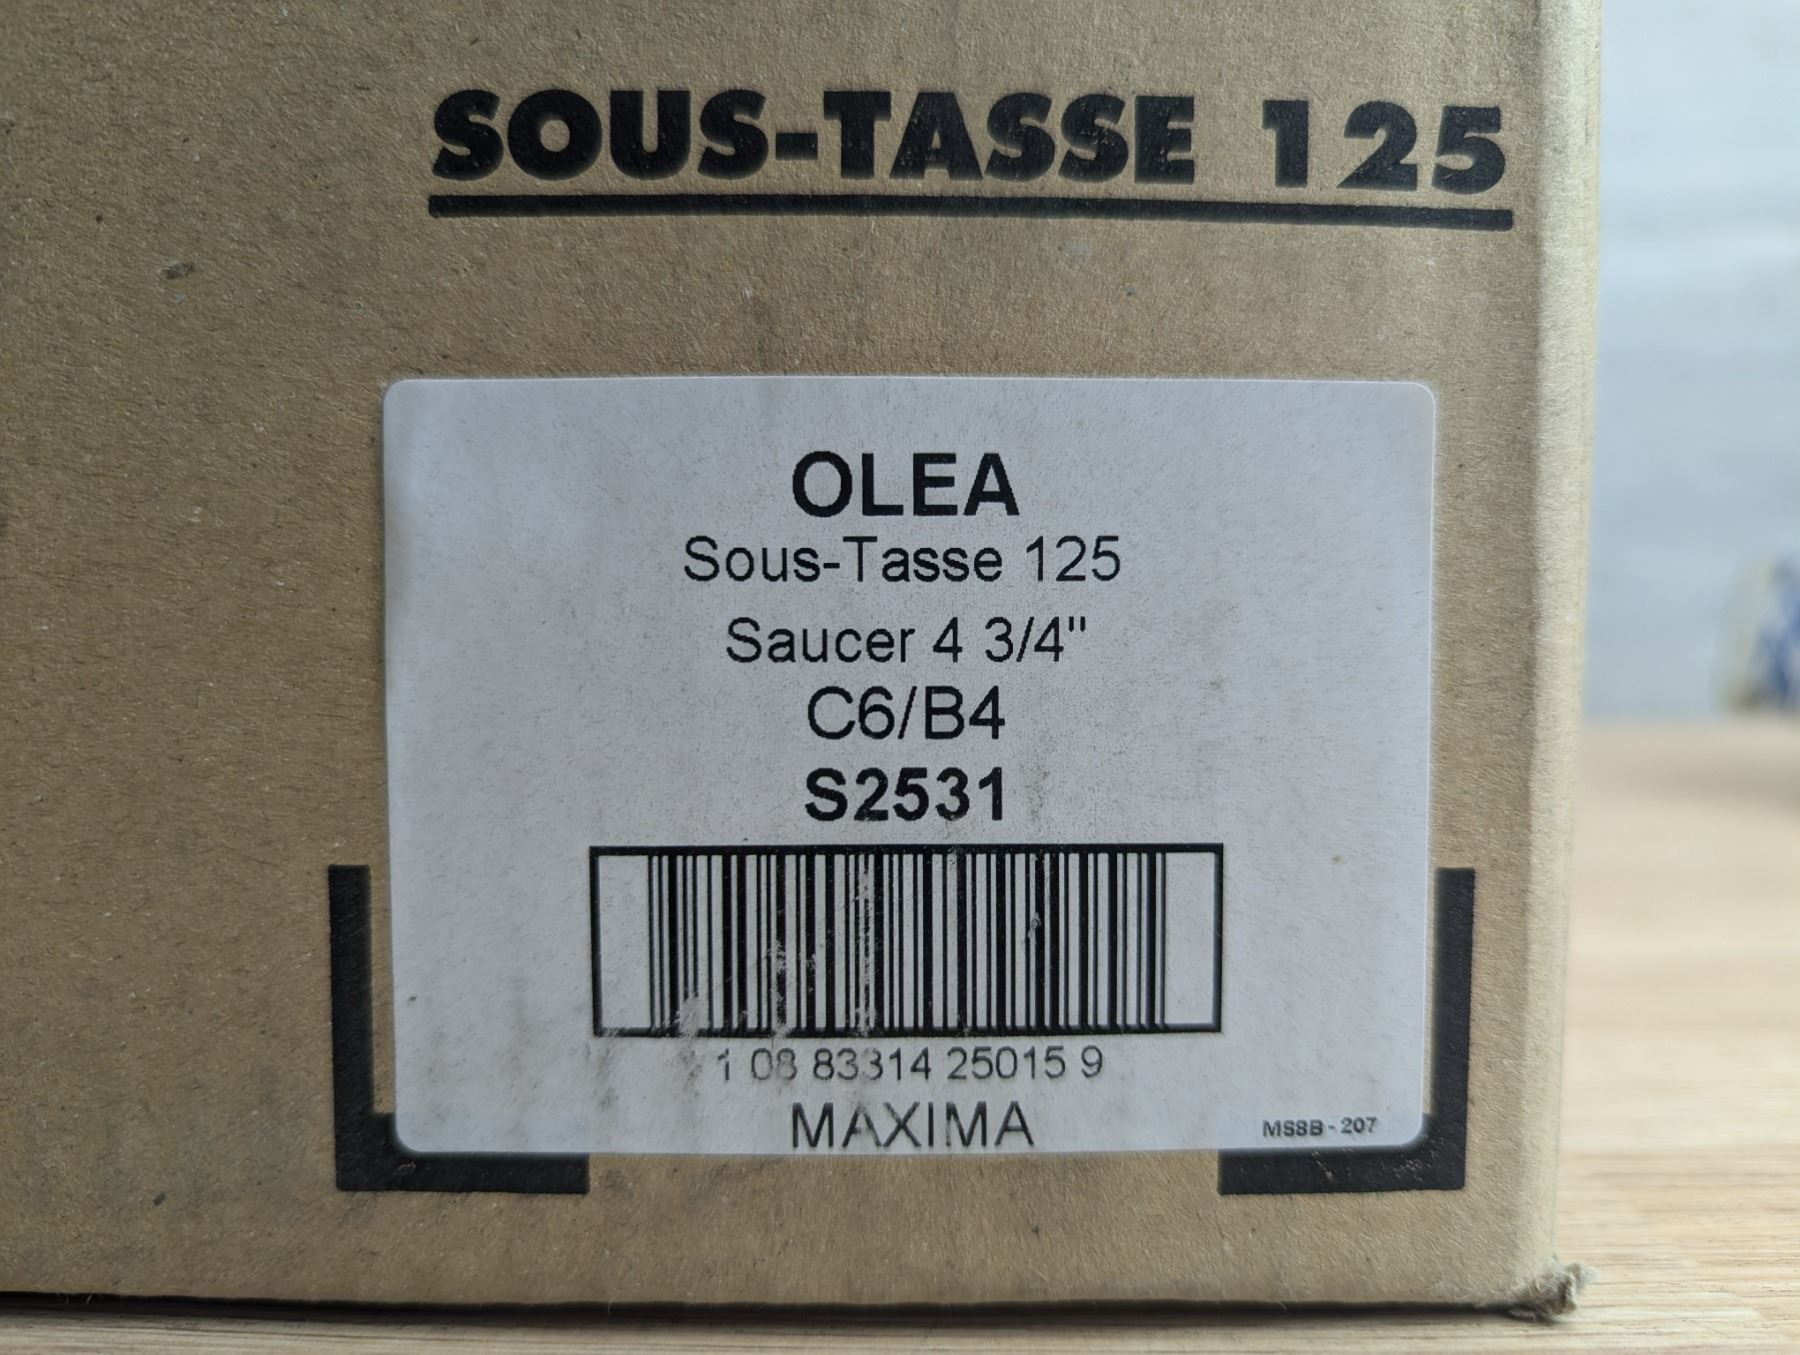 SOUS-TASSE 125
OLEA
Sous-Tasse 125
Saucer 4 3/4"
C6/B4
S2531
1 08 83314 25015 9
MAXIMA
MS8B - 207